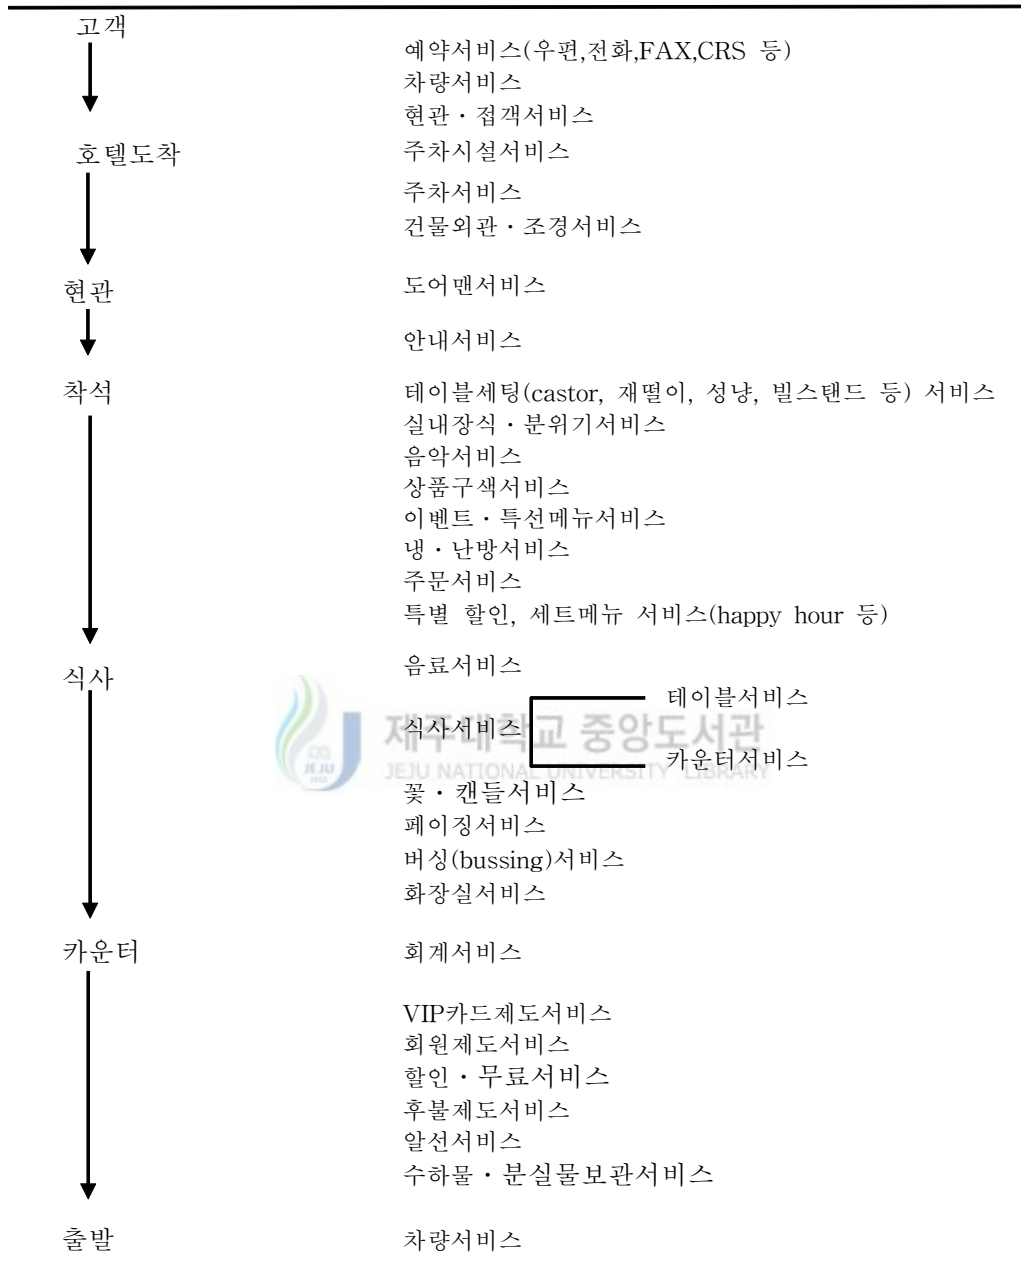 고객
예약서비스(우편,전화,FAX,CRS 등)
차량서비스
현관·접객서비스
호텔도착 주차시설서비스
주차서비스
건물외관·조경서비스
현관 도어맨서비스
안내서비스
착석 테이블세팅(castor, 재떨이, 성냥, 빌스탠드 등) 서비스
실내장식·분위기서비스
음악서비스
상품구색서비스
이벤트·특선메뉴서비스
냉·난방서비스
주문서비스
특별 할인, 세트메뉴 서비스(happy hour 등)
식사 음료서비스
테이블서비스
식사서비스
카운터서비스
제주대학교 중앙도서관
JEJU NATIONAL UNIVERSITY LIBRARY
JEJU
1952
꽃·캔들서비스
페이징서비스
버싱(bussing)서비스
화장실서비스
카운터 회계서비스
VIP카드제도서비스
회원제도서비스
할인·무료서비스
후불제도서비스
알선서비스
수하물·분실물보관서비스
출발 차량서비스